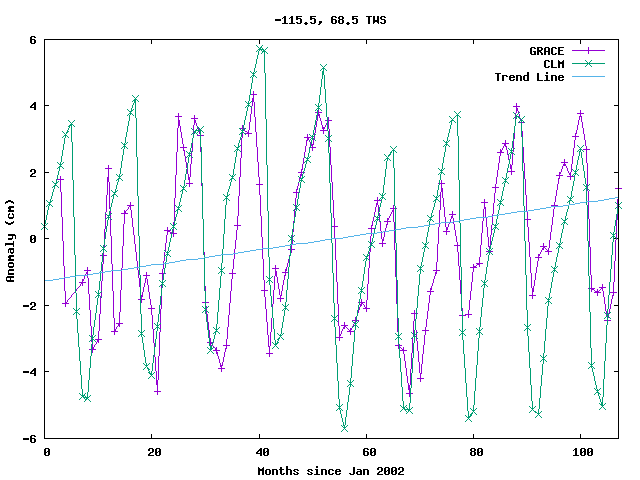 -115.5, 68.5 TWS
GRACE
CLM
Trend Line
Anomaly (cm)
6
4
2
0
-2
-4
-6
0 20 40 60 80 100
Months since Jan 2002